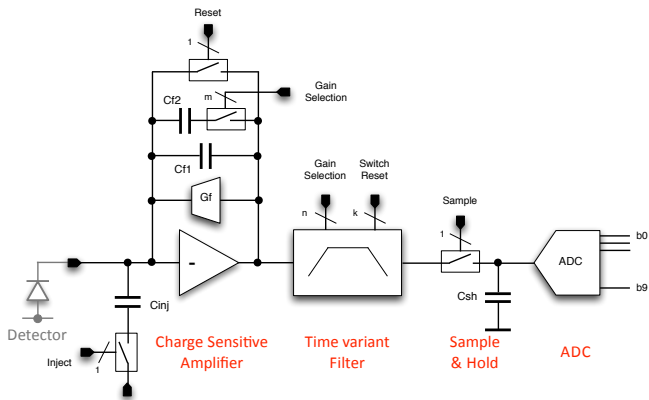 Reset
1
Gain
Selection
m
Cf2
Cf1
Gf
Gain
Selection
Switch
Reset
n
k
Sample
1
-
ADC
b0
b9
Cinj
Csh
Detector
Inject
1
Charge Sensitive
Amplifier
Time variant
Filter
Sample
& Hold
ADC